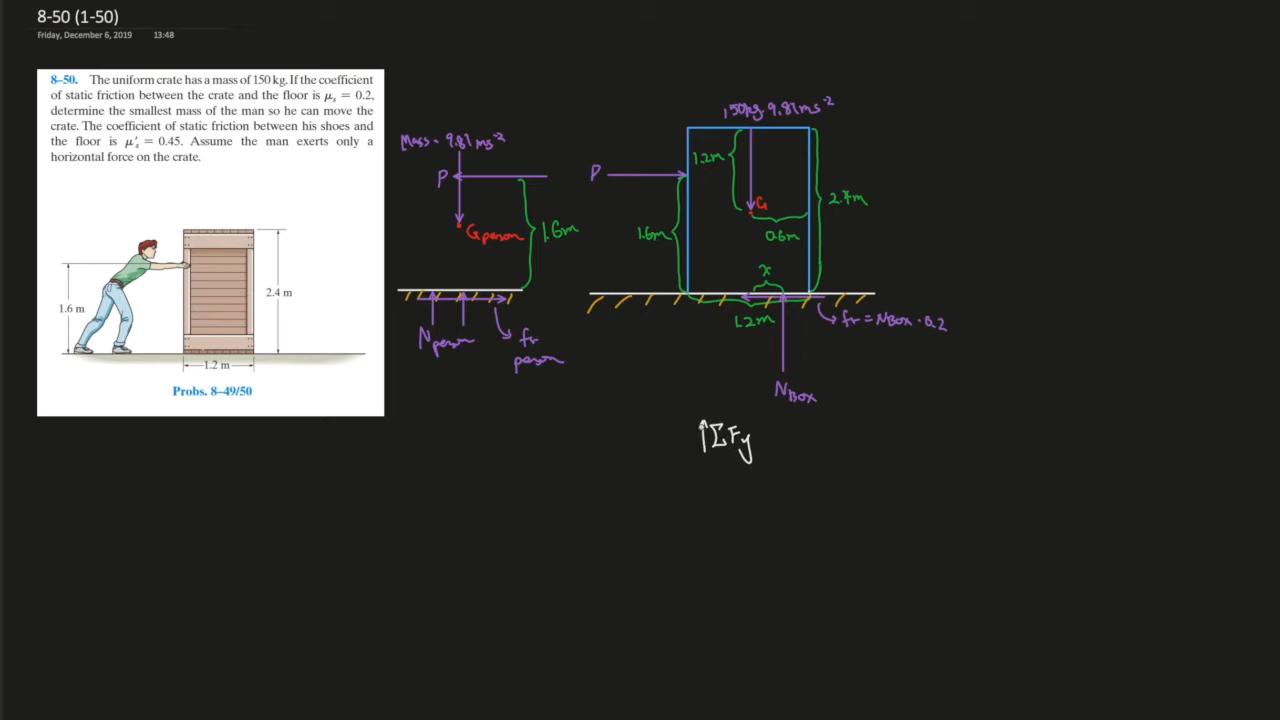 8-50 (1-50)
Friday, December 6, 2019 13:48
8–50. The uniform crate has a mass of 150 kg. If the coefficient
of static friction between the crate and the floor is μs = 0.2,
determine the smallest mass of the man so he can move the
crate. The coefficient of static friction between his shoes and
the floor is μ's = 0.45. Assume the man exerts only a
horizontal force on the crate.
1.6 m
2.4 m
1.2 m
Probs. 8–49/50
Mass · 9.81 ms⁻²
P
G person
1.6m
N person
fr person
150kg · 9.81 ms⁻²
P
1.2m
G
2.4m
1.6m
0.6m
x
1.2m
fr = NBox · 0.2
NBox
↑ΣFy